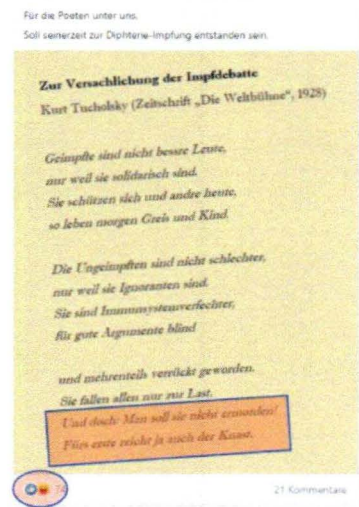 Für die Poeten unter uns.
Soll seinerzeit zur Diphterie-Impfung entstanden sein.
Zur Versachlichung der Impfdebatte
Kurt Tucholsky (Zeitschrift „Die Weltbühne“, 1928)
Geimpfte sind nicht bessre Leute,
nur weil sie solidarisch sind.
Sie schützen sich und andre heute,
so leben morgen Greis und Kind.
Die Ungeimpften sind nicht schlechter,
nur weil sie Ignoranten sind.
Sie sind Immunsystemverfechter,
für gute Argumente blind
und mehrenteils verrückt geworden.
Sie fallen allen nur zur Last.
Und doch: Man soll sie nicht ermorden!
Fürs erste reicht ja auch der Knast.
74
21 Kommentare